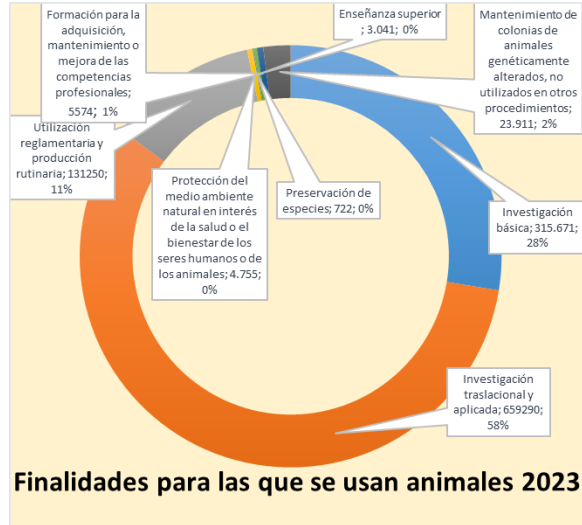 Formación para la
adquisición,
mantenimiento o
mejora de las
competencias
profesionales;
5574; 1%
Enseñanza superior
; 3.041; 0%
Mantenimiento de
colonias de
animales
genéticamente
alterados, no
utilizados en otros
procedimientos;
23.911; 2%
Utilización
reglamentaria y
producción
rutinaria; 131250;
11%
Protección del
medio ambiente
natural en interés
de la salud o el
bienestar de los
seres humanos o de
los animales; 4.755;
0%
Preservación de
especies; 722; 0%
Investigación
básica; 315.671;
28%
Investigación
traslacional y
aplicada; 659290;
58%
Finalidades para las que se usan animales 2023